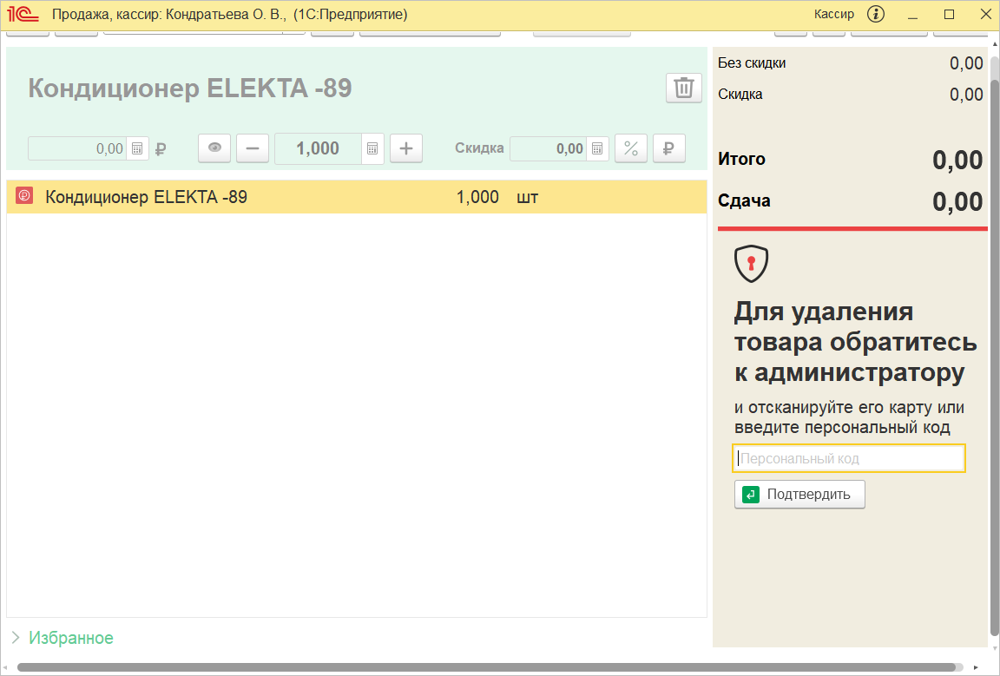 1С Продажа, кассир: Кондратьева О. В., (1С:Предприятие) Кассир
Кондиционер ELEKTA -89
0,00 ₽ 1,000 Скидка 0,00 % ₽
Кондиционер ELEKTA -89 1,000 шт
Избранное
Без скидки 0,00
Скидка 0,00
Итого 0,00
Сдача 0,00
Для удаления
товара обратитесь
к администратору
и отсканируйте его карту или
введите персональный код
Персональный код
Подтвердить